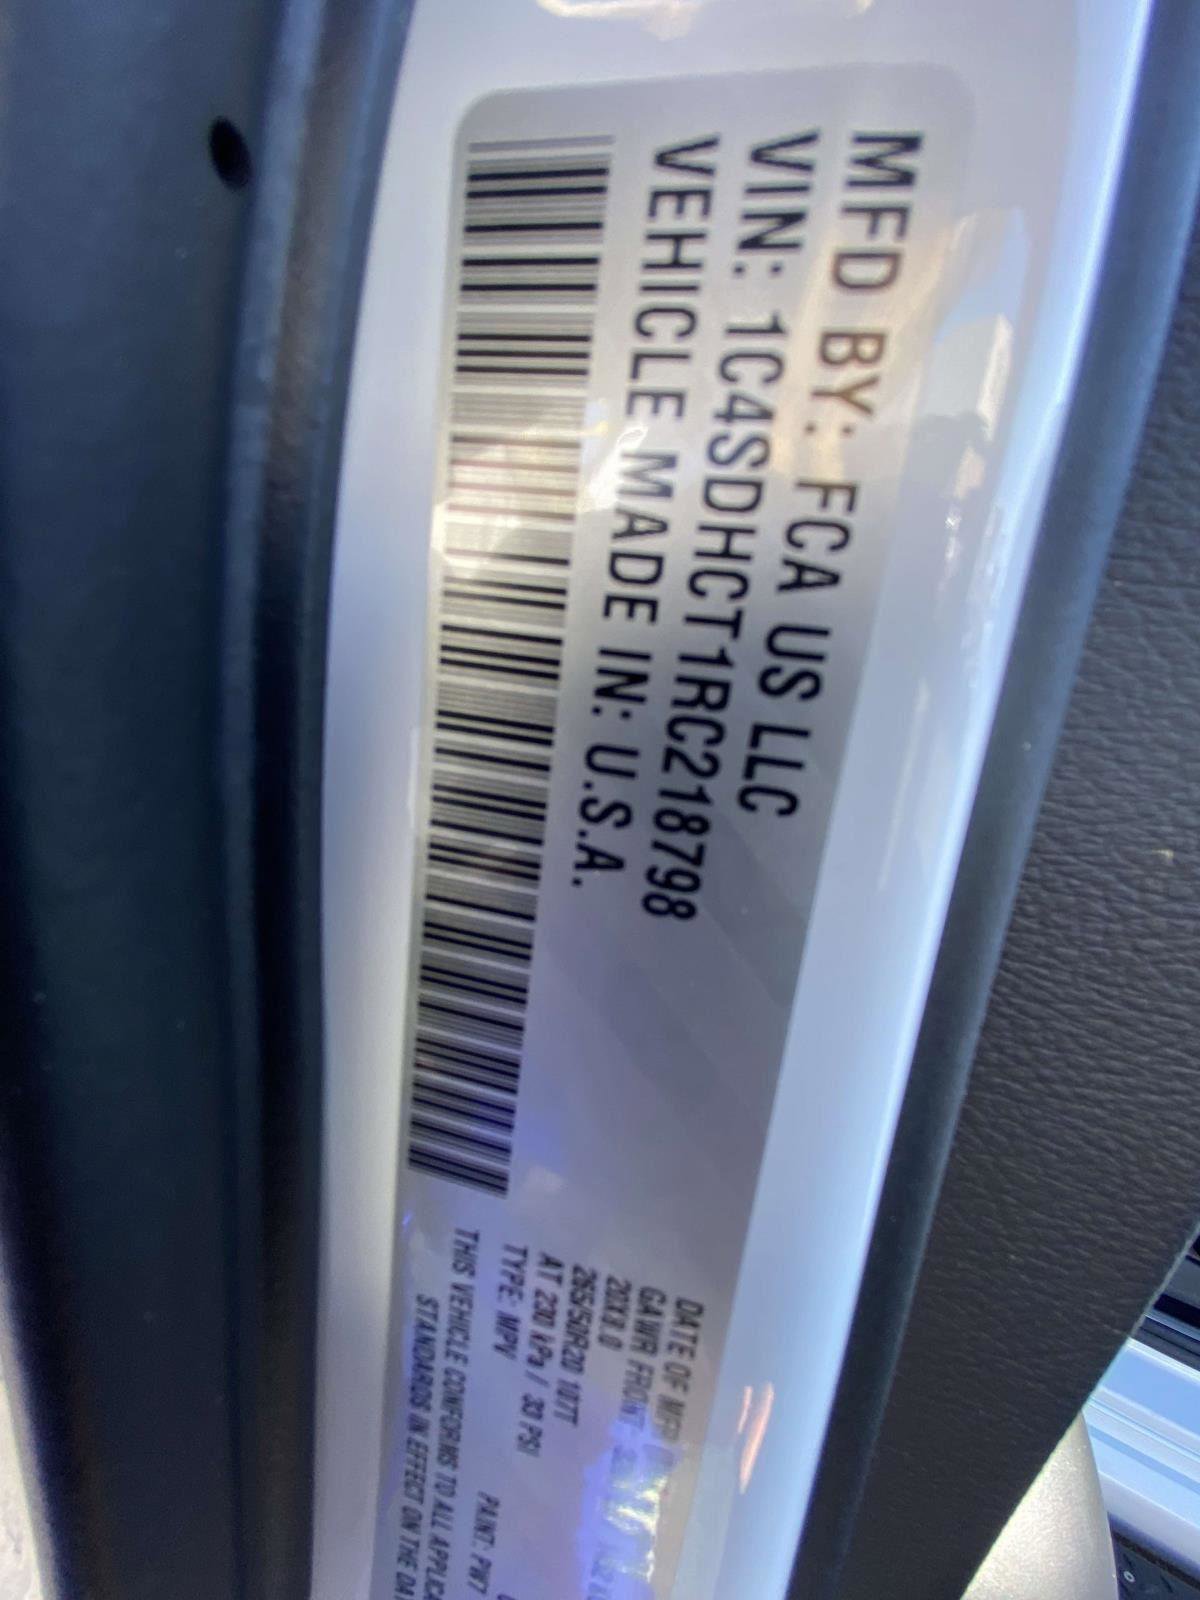 MFD BY: FCA US LLC
VIN: 1C4SDHCT1RC218798
VEHICLE MADE IN: U.S.A.
DATE OF MFR
GAWR FRONT:
20X8.0
265/50R20 107T
AT 230 kPa / 33 PSI
TYPE: MPV PAINT: PW7
THIS VEHICLE CONFORMS TO ALL APPLICA
STANDARDS IN EFFECT ON THE DA